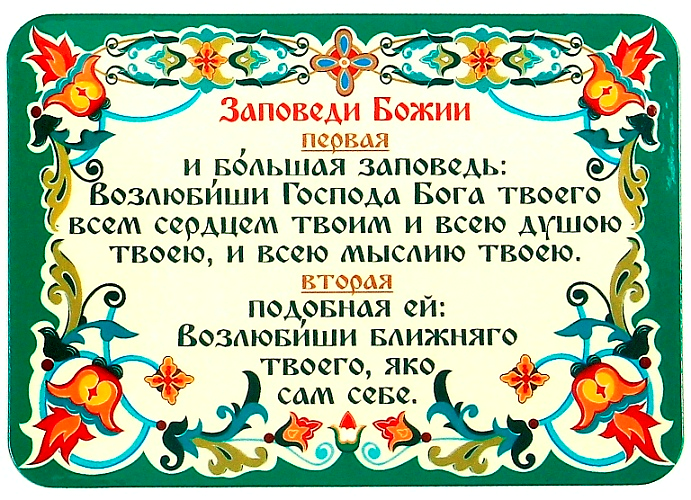 Заповеди Божии
первая
и бо́льшая заповедь:
Возлюби́ши Господа Бога твоего
всем сердцем твоим и всею душою
твоею, и всею мыслию твоею.
вторая
подобная ей:
Возлюби́ши ближняго
твоего, яко
сам себе.